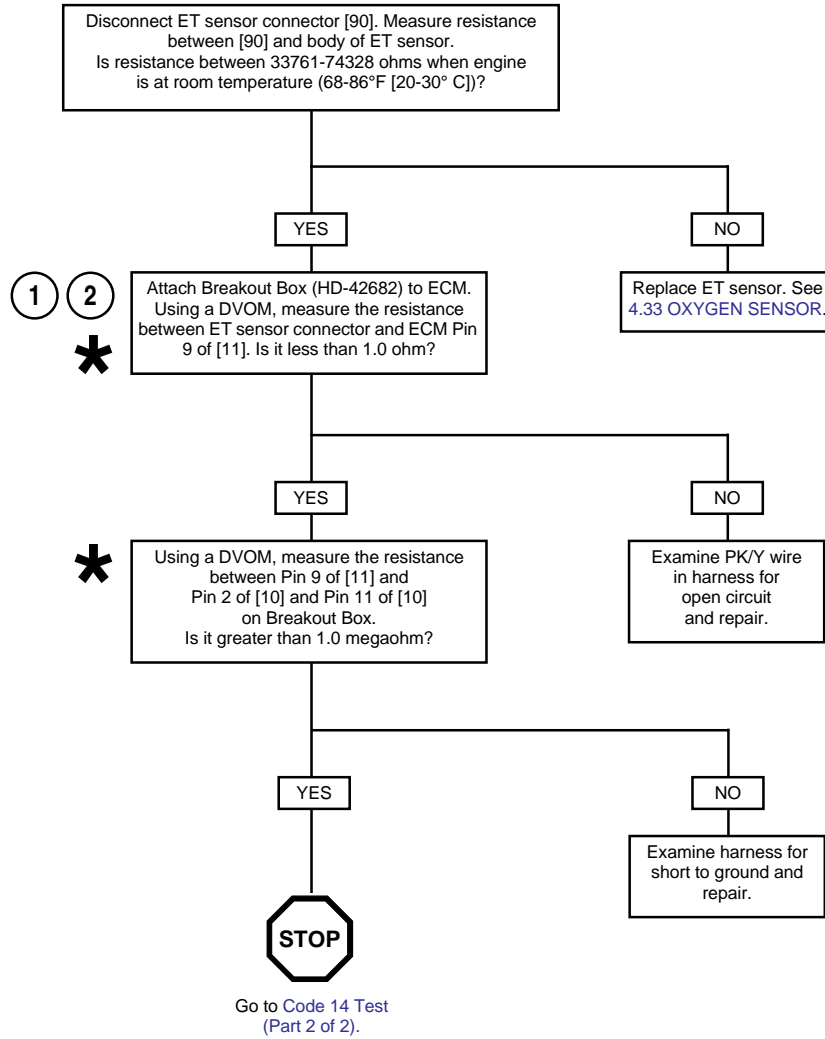 Disconnect ET sensor connector [90]. Measure resistance
between [90] and body of ET sensor.
Is resistance between 33761-74328 ohms when engine
is at room temperature (68-86°F [20-30° C])?
YES
NO
1 2
Attach Breakout Box (HD-42682) to ECM.
Using a DVOM, measure the resistance
between ET sensor connector and ECM Pin
9 of [11]. Is it less than 1.0 ohm?
*
Replace ET sensor. See
4.33 OXYGEN SENSOR.
YES
NO
*
Using a DVOM, measure the resistance
between Pin 9 of [11] and
Pin 2 of [10] and Pin 11 of [10]
on Breakout Box.
Is it greater than 1.0 megaohm?
Examine PK/Y wire
in harness for
open circuit
and repair.
YES
NO
STOP
Examine harness for
short to ground and
repair.
Go to Code 14 Test
(Part 2 of 2).